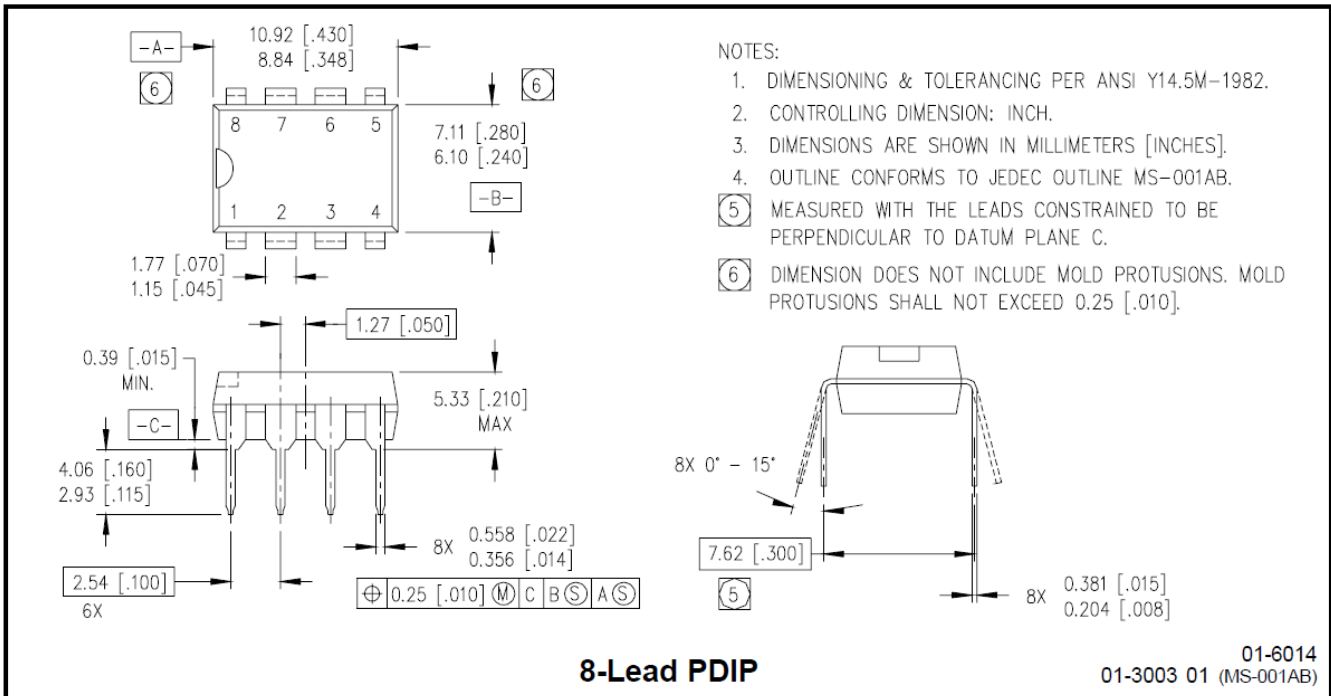 -A-
10.92 [.430]
8.84 [.348]
6
6
8 7 6 5
1 2 3 4
7.11 [.280]
6.10 [.240]
-B-
1.77 [.070]
1.15 [.045]
NOTES:
1. DIMENSIONING & TOLERANCING PER ANSI Y14.5M-1982.
2. CONTROLLING DIMENSION: INCH.
3. DIMENSIONS ARE SHOWN IN MILLIMETERS [INCHES].
4. OUTLINE CONFORMS TO JEDEC OUTLINE MS-001AB.
5 MEASURED WITH THE LEADS CONSTRAINED TO BE
PERPENDICULAR TO DATUM PLANE C.
6 DIMENSION DOES NOT INCLUDE MOLD PROTUSIONS. MOLD
PROTUSIONS SHALL NOT EXCEED 0.25 [.010].
1.27 [.050]
0.39 [.015]
MIN.
-C-
5.33 [.210]
MAX
4.06 [.160]
2.93 [.115]
8X 0.558 [.022]
0.356 [.014]
2.54 [.100]
6X
⌖ 0.25 [.010] Ⓜ C B Ⓢ A Ⓢ
8X 0° - 15°
7.62 [.300]
5
8X 0.381 [.015]
0.204 [.008]
8-Lead PDIP
01-6014
01-3003 01 (MS-001AB)